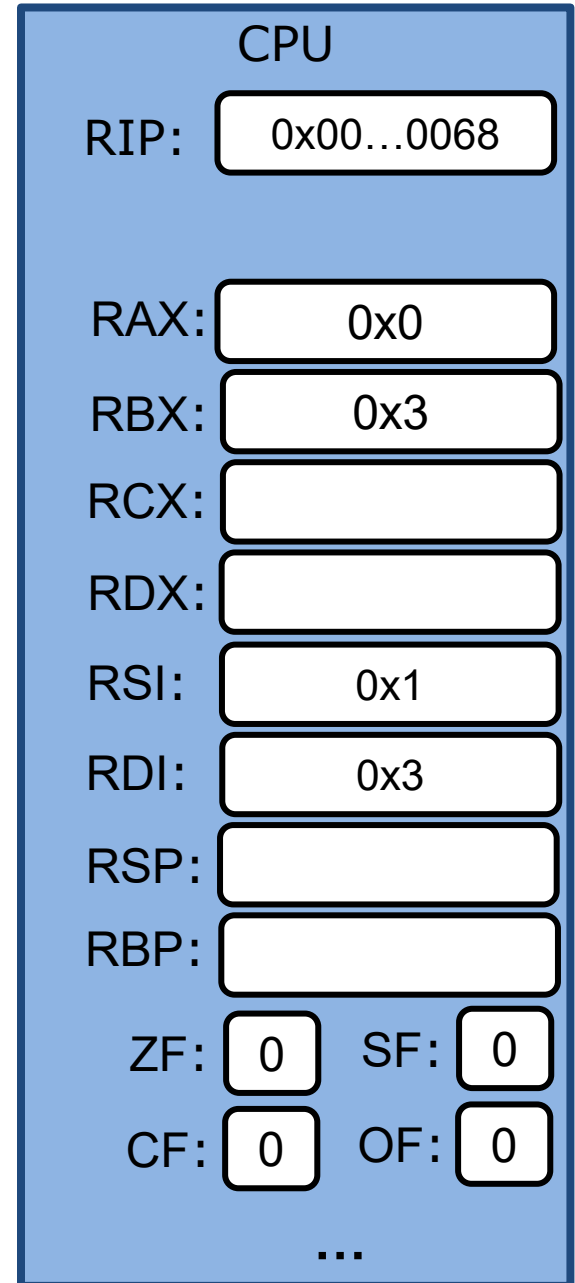 CPU
RIP: 0x00...0068
RAX: 0x0
RBX: 0x3
RCX:
RDX:
RSI: 0x1
RDI: 0x3
RSP:
RBP:
ZF: 0 SF: 0
CF: 0 OF: 0
...